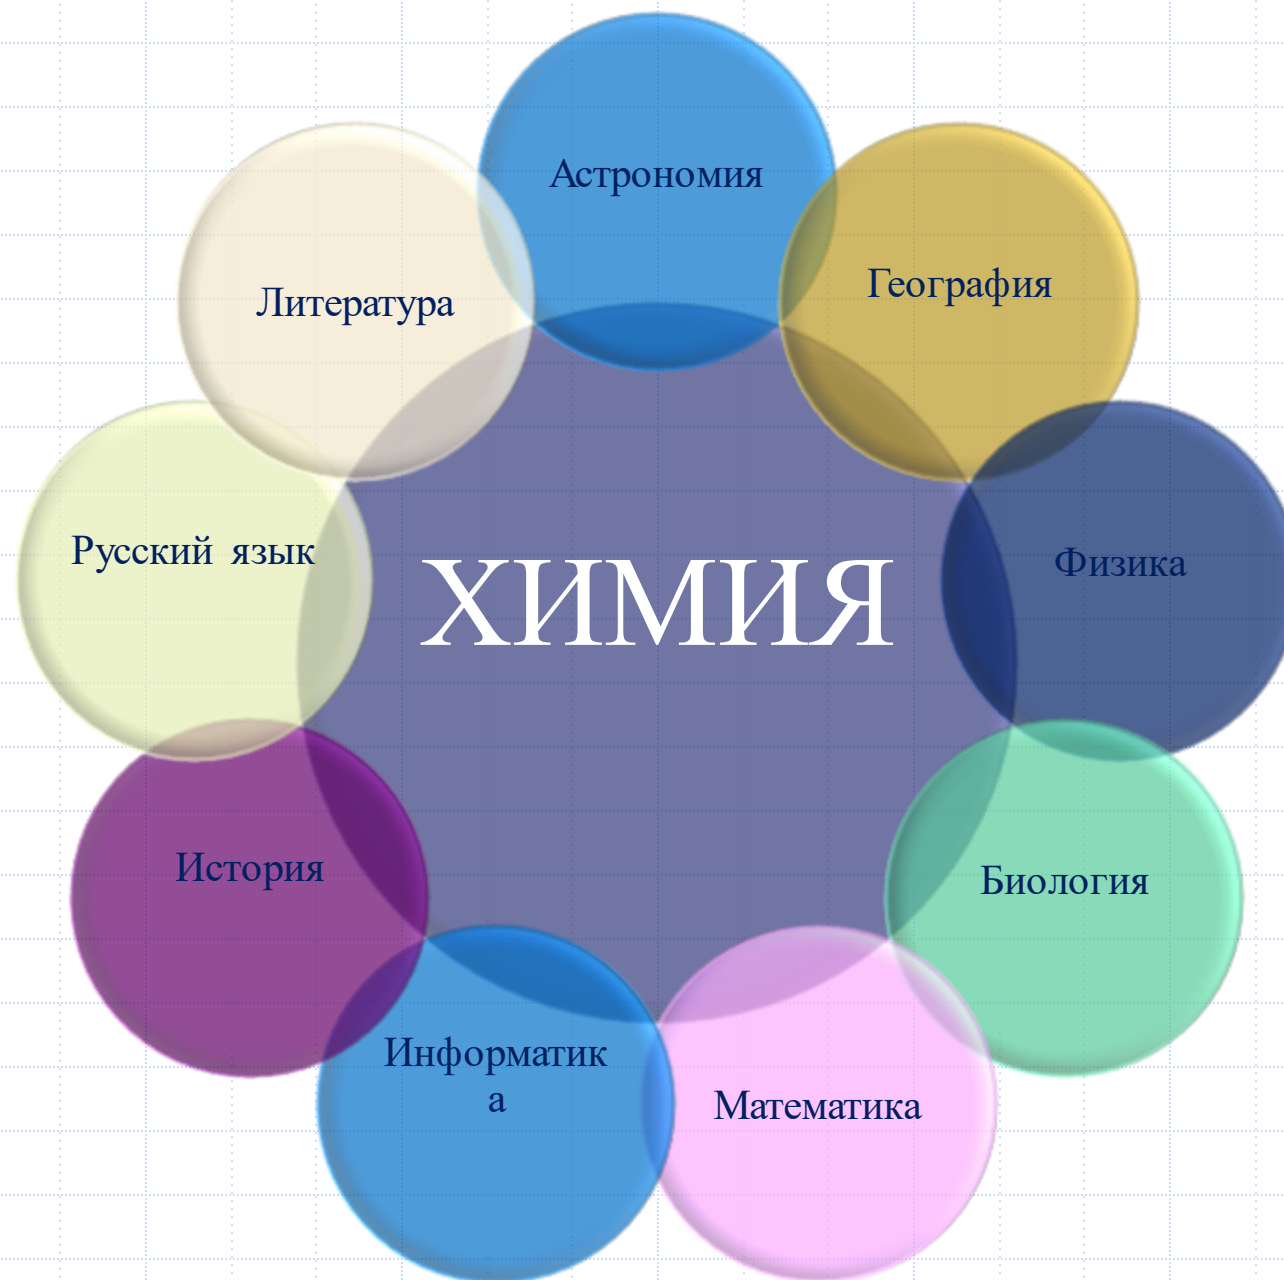 Астрономия
География
Литература
Русский язык
ХИМИЯ
Физика
История
Биология
Информатик
а
Математика